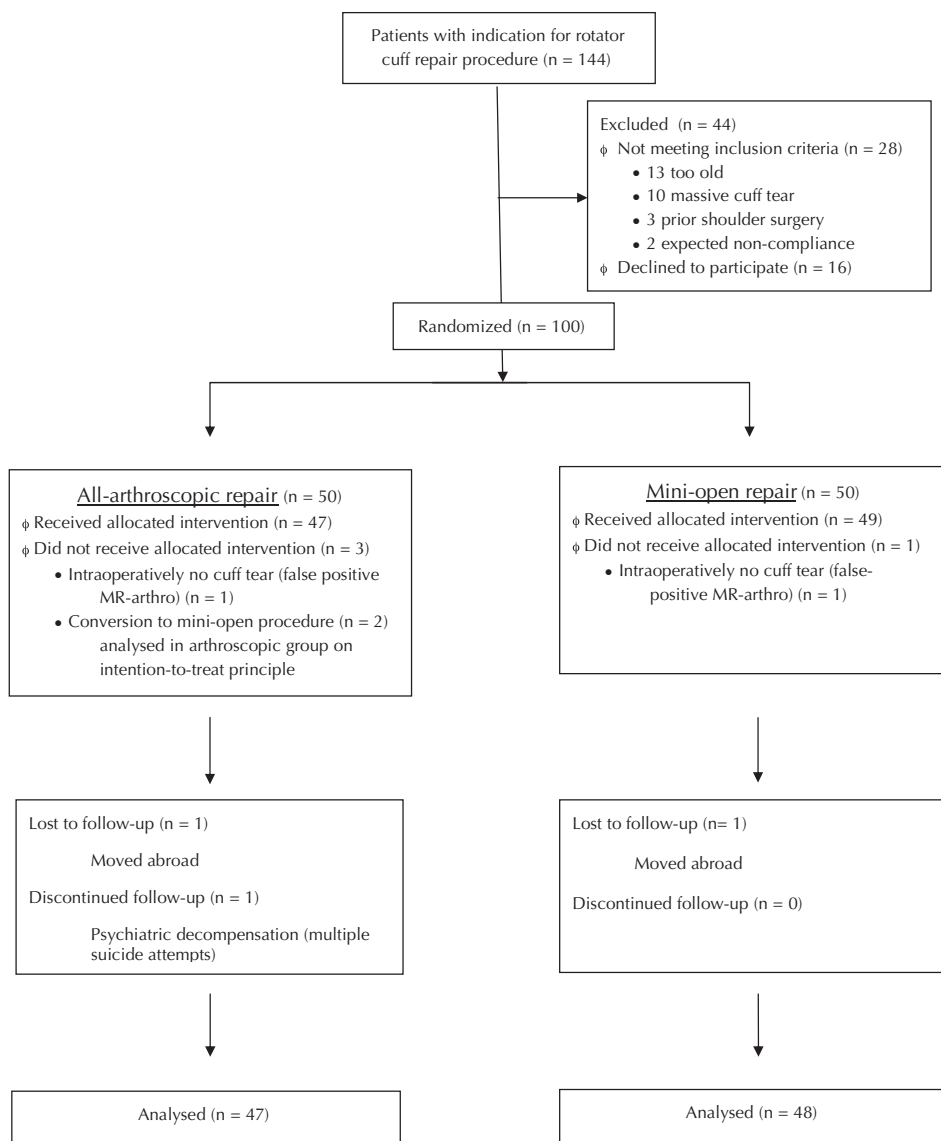 Patients with indication for rotator
cuff repair procedure (n = 144)
Excluded (n = 44)
ϕ Not meeting inclusion criteria (n = 28)
• 13 too old
• 10 massive cuff tear
• 3 prior shoulder surgery
• 2 expected non-compliance
ϕ Declined to participate (n = 16)
Randomized (n = 100)
All-arthroscopic repair (n = 50)
ϕ Received allocated intervention (n = 47)
ϕ Did not receive allocated intervention (n = 3)
• Intraoperatively no cuff tear (false positive
MR-arthro) (n = 1)
• Conversion to mini-open procedure (n = 2)
analysed in arthroscopic group on
intention-to-treat principle
Mini-open repair (n = 50)
ϕ Received allocated intervention (n = 49)
ϕ Did not receive allocated intervention (n = 1)
• Intraoperatively no cuff tear (false-
positive MR-arthro) (n = 1)
Lost to follow-up (n = 1)
Moved abroad
Discontinued follow-up (n = 1)
Psychiatric decompensation (multiple
suicide attempts)
Lost to follow-up (n= 1)
Moved abroad
Discontinued follow-up (n = 0)
Analysed (n = 47)
Analysed (n = 48)